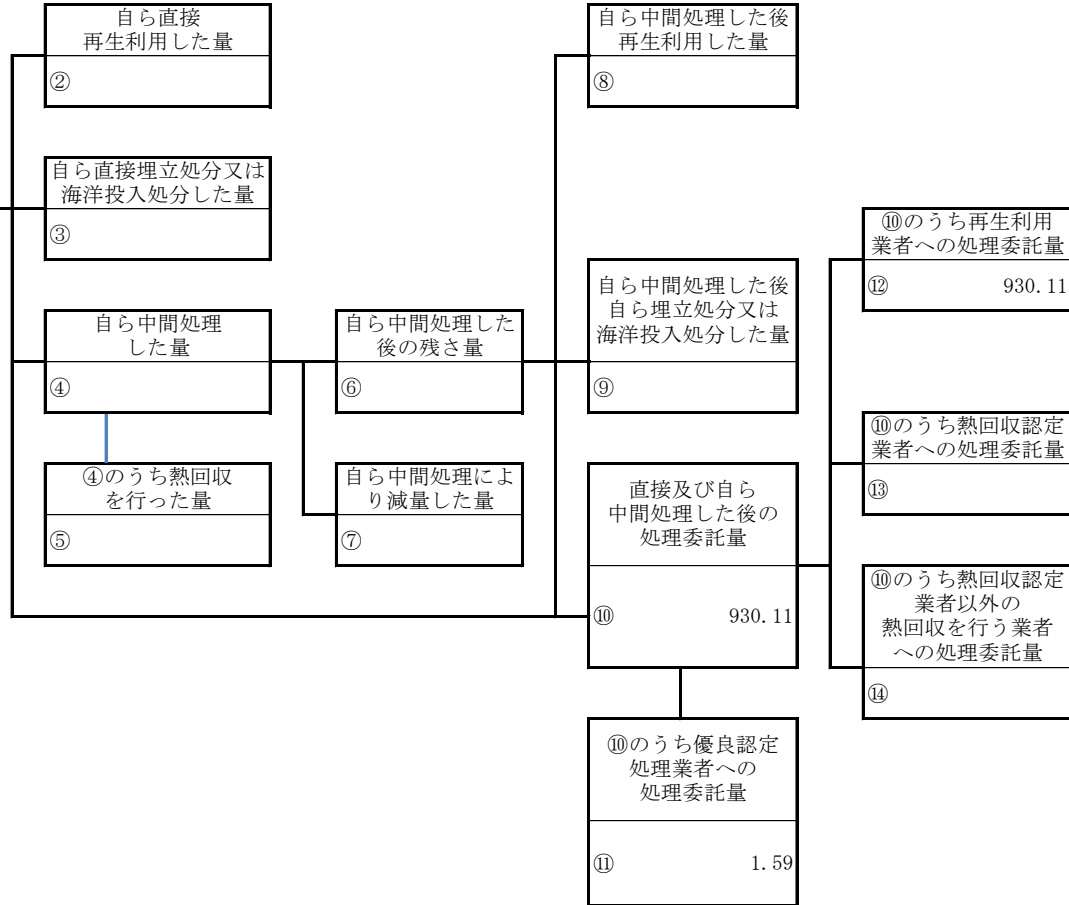 自ら直接
再生利用した量
②
自ら中間処理した後
再生利用した量
⑧
自ら直接埋立処分又は
海洋投入処分した量
③
⑩のうち再生利用
業者への処理委託量
⑫ 930.11
自ら中間処理した後
自ら埋立処分又は
海洋投入処分した量
⑨
自ら中間処理
した量
④
自ら中間処理した
後の残さ量
⑥
⑩のうち熱回収認定
業者への処理委託量
⑬
④のうち熱回収
を行った量
⑤
自ら中間処理によ
り減量した量
⑦
直接及び自ら
中間処理した後の
処理委託量
⑩ 930.11
⑩のうち熱回収認定
業者以外の
熱回収を行う業者
への処理委託量
⑭
⑩のうち優良認定
処理業者への
処理委託量
⑪ 1.59